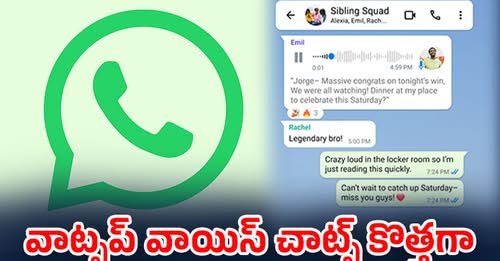 Sibling Squad
Alexia, Emil, Rach...
Emil
0:01
4:59 PM
"Jorge– Massive congrats on tonight's win,
We were all watching! Dinner at my place
to celebrate this Saturday?"
🎉 🔥 3
Rachel
Legendary bro!
5:00 PM
Crazy loud in the locker room so I'm
just reading this quickly.
7:24 PM
Can't wait to catch up Saturday–
miss you guys! ❤️
7:24 PM
వాట్సప్ వాయిస్ చాట్స్ కొత్తగా